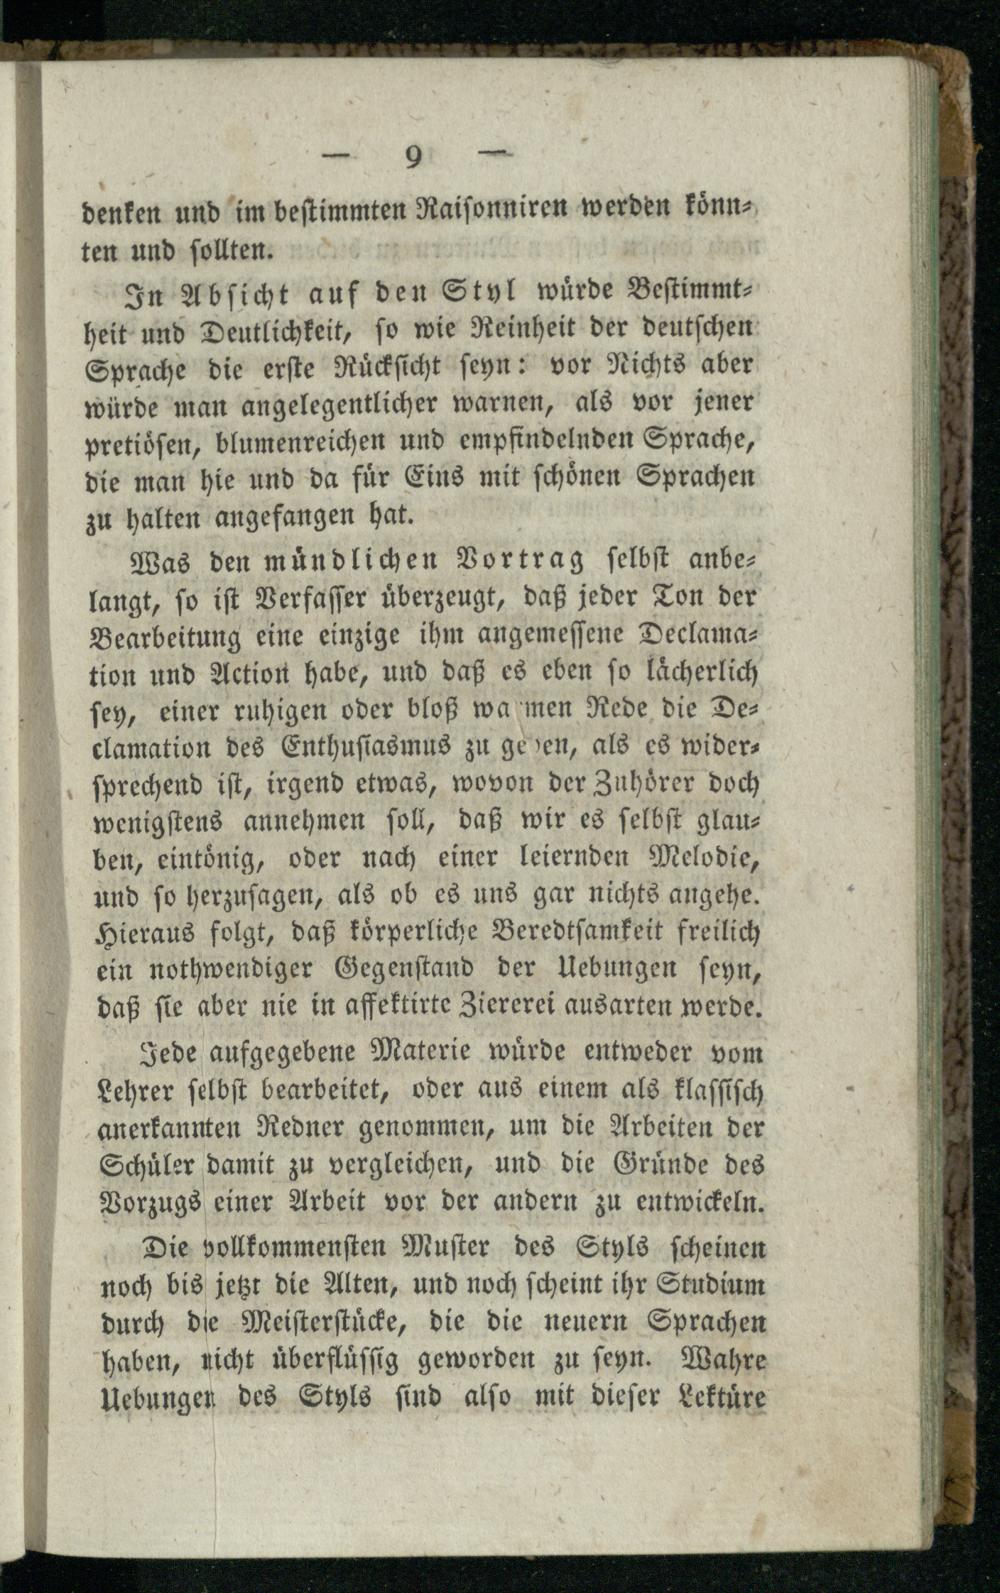 — 9 —
denken und im bestimmten Raisonniren werden könn-
ten und sollten.
In Absicht auf den Styl würde Bestimmt-
heit und Deutlichkeit, so wie Reinheit der deutschen
Sprache die erste Rücksicht seyn: vor Nichts aber
würde man angelegentlicher warnen, als vor jener
pretiösen, blumenreichen und empfindelnden Sprache,
die man hie und da für Eins mit schönen Sprachen
zu halten angefangen hat.
Was den mündlichen Vortrag selbst anbe-
langt, so ist Verfasser überzeugt, daß jeder Ton der
Bearbeitung eine einzige ihm angemessene Declama-
tion und Action habe, und daß es eben so lächerlich
sey, einer ruhigen oder bloß wa men Rede die De-
clamation des Enthusiasmus zu geben, als es wider-
sprechend ist, irgend etwas, wovon der Zuhörer doch
wenigstens annehmen soll, daß wir es selbst glau-
ben, eintönig, oder nach einer leiernden Melodie,
und so herzusagen, als ob es uns gar nichts angehe.
Hieraus folgt, daß körperliche Beredtsamkeit freilich
ein nothwendiger Gegenstand der Uebungen seyn,
daß sie aber nie in affektirte Ziererei ausarten werde.
Jede aufgegebene Materie würde entweder vom
Lehrer selbst bearbeitet, oder aus einem als klassisch
anerkannten Redner genommen, um die Arbeiten der
Schüler damit zu vergleichen, und die Gründe des
Vorzugs einer Arbeit vor der andern zu entwickeln.
Die vollkommensten Muster des Styls scheinen
noch bis jetzt die Alten, und noch scheint ihr Studium
durch die Meisterstücke, die die neuern Sprachen
haben, nicht überflüssig geworden zu seyn. Wahre
Uebungen des Styls sind also mit dieser Lektüre